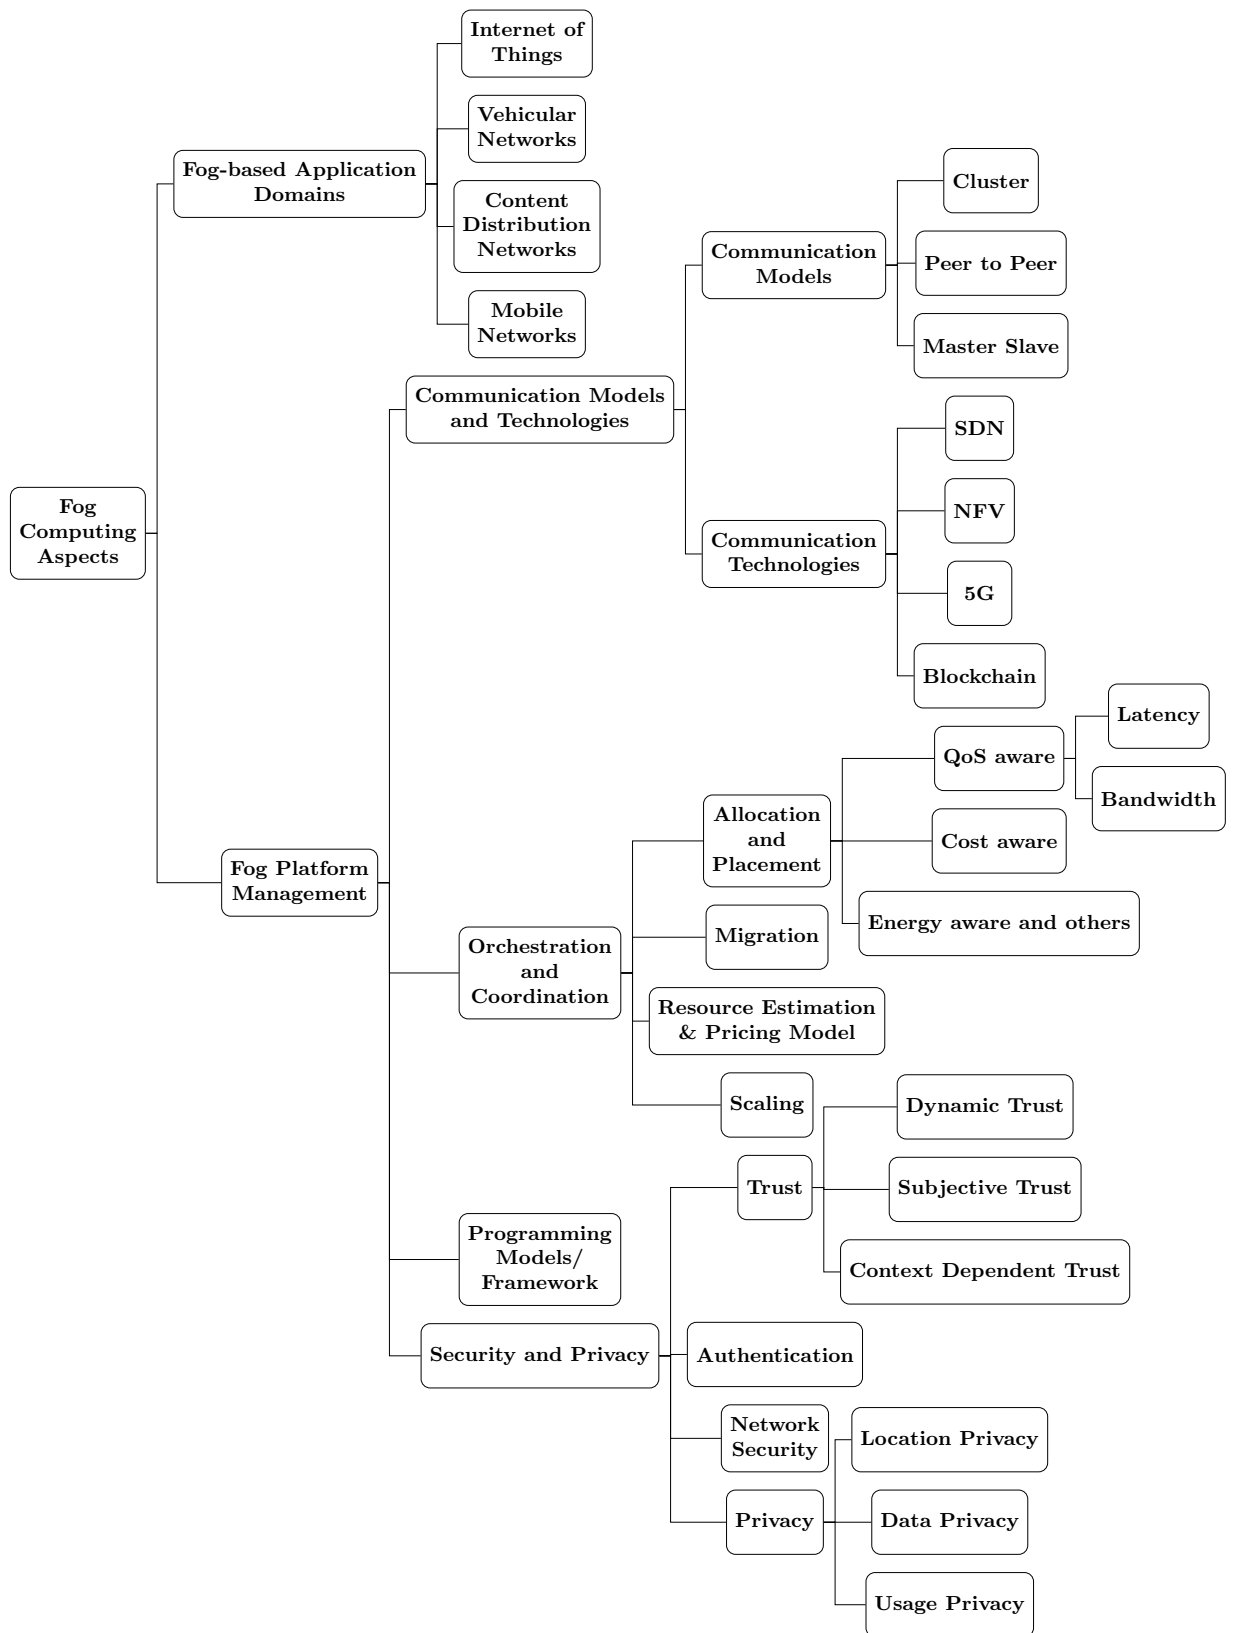 Fog
Computing
Aspects
Fog-based Application
Domains
Internet of
Things
Vehicular
Networks
Content
Distribution
Networks
Mobile
Networks
Fog Platform
Management
Communication Models
and Technologies
Communication
Models
Cluster
Peer to Peer
Master Slave
Communication
Technologies
SDN
NFV
5G
Blockchain
Orchestration
and
Coordination
Allocation
and
Placement
QoS aware
Latency
Bandwidth
Cost aware
Energy aware and others
Migration
Resource Estimation
& Pricing Model
Scaling
Programming
Models/
Framework
Security and Privacy
Trust
Dynamic Trust
Subjective Trust
Context Dependent Trust
Authentication
Network
Security
Privacy
Location Privacy
Data Privacy
Usage Privacy